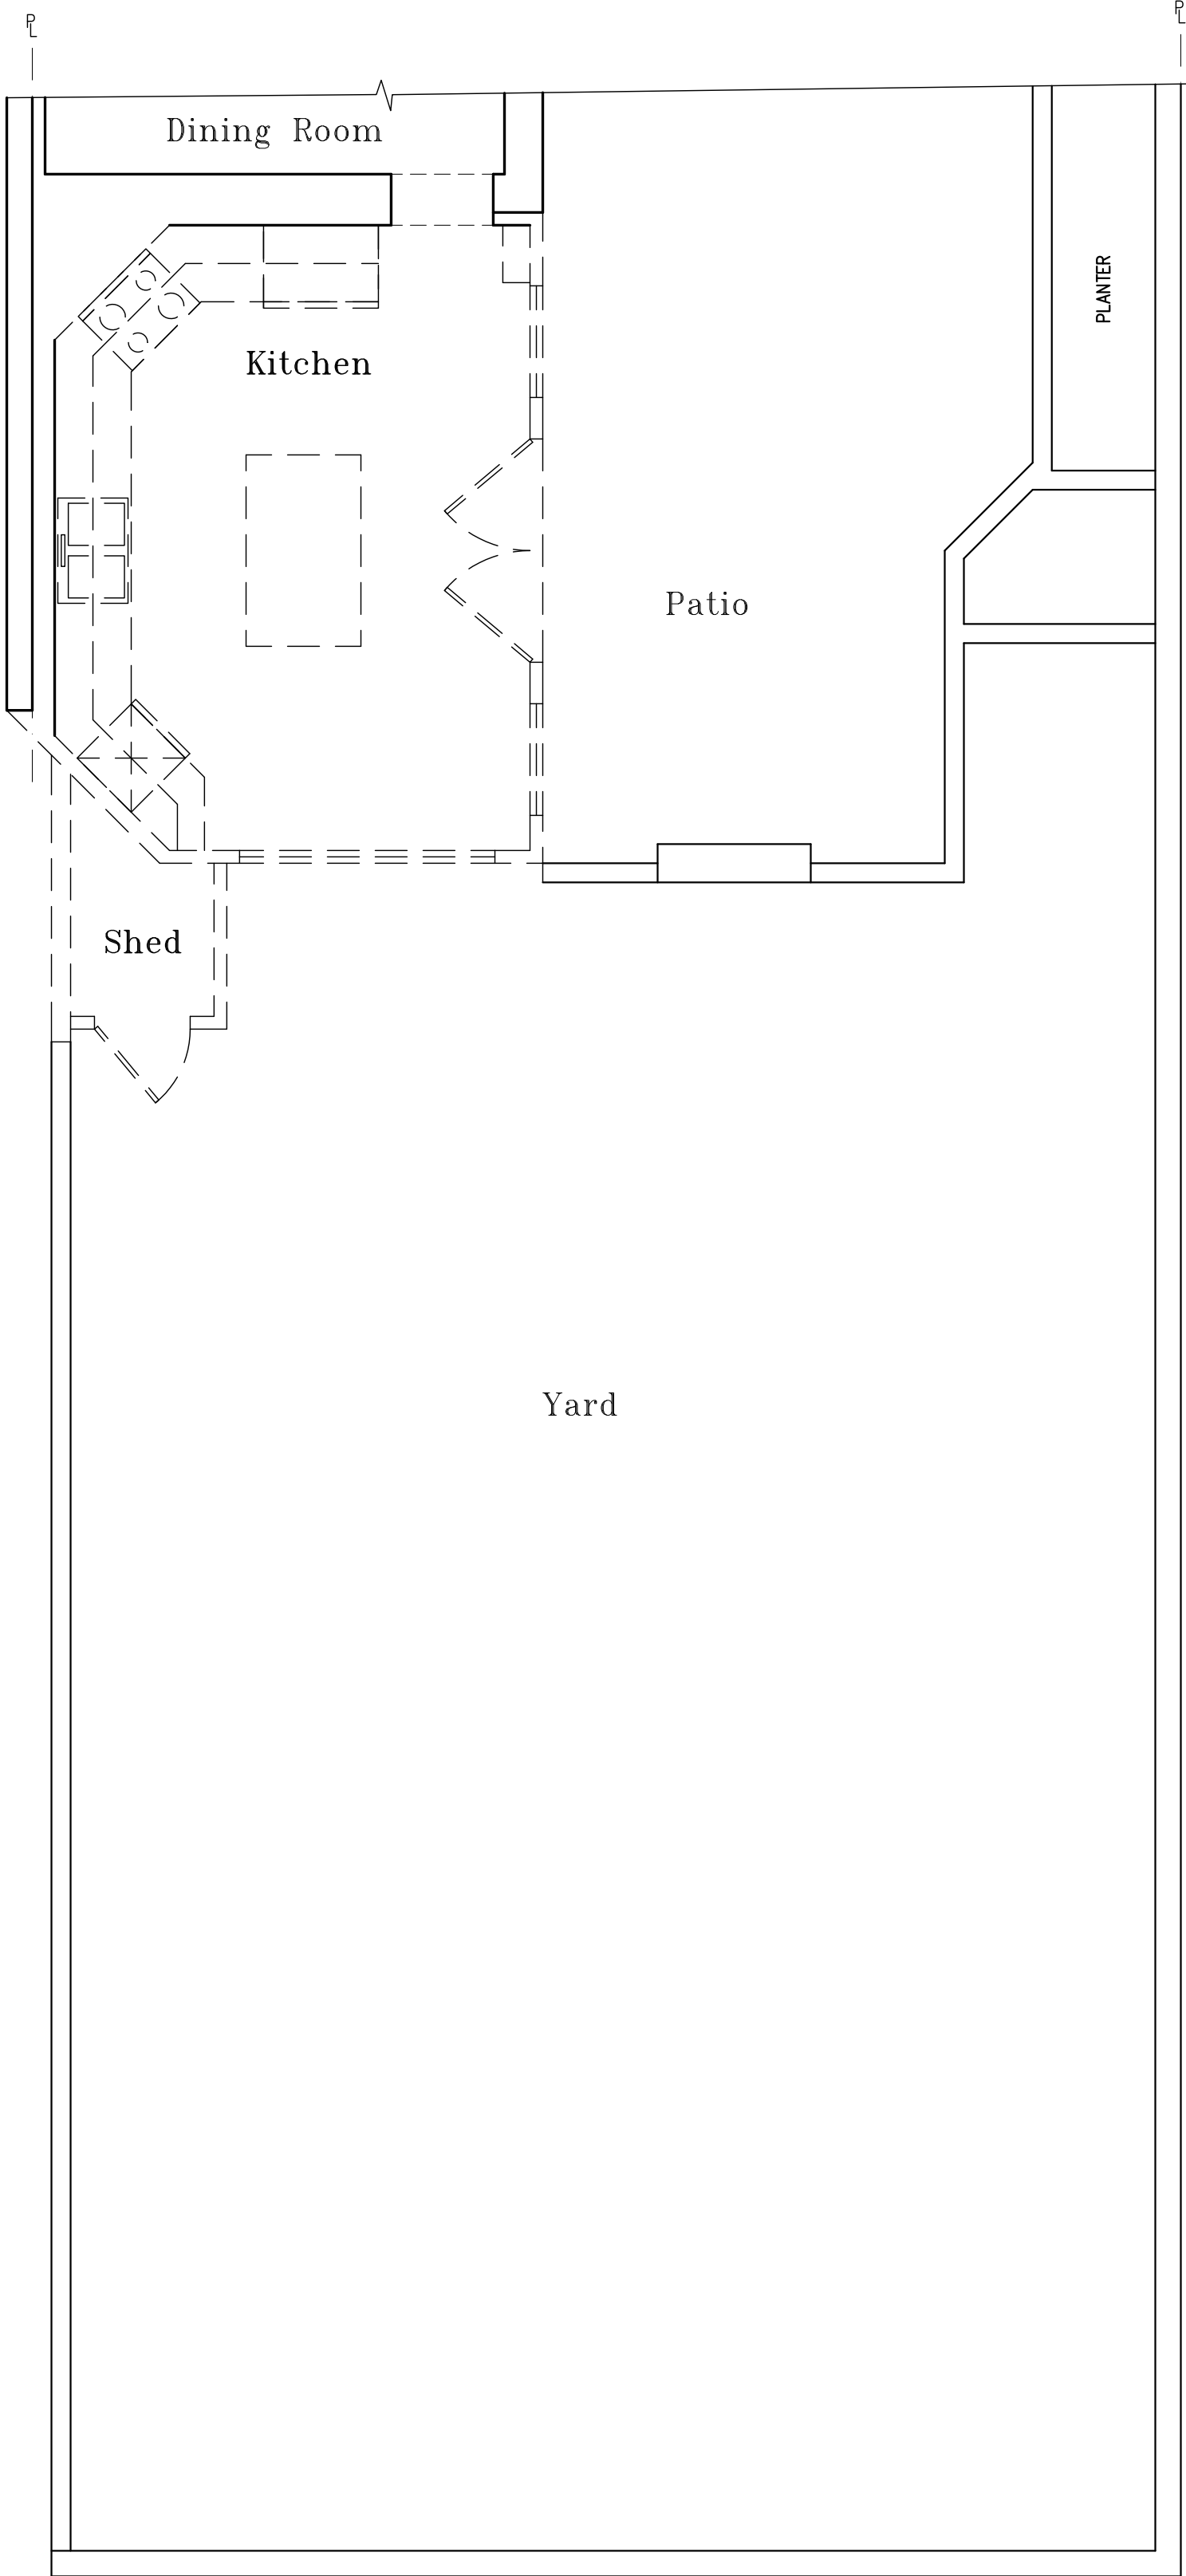 PL
PL
Dining Room
PLANTER
Kitchen
Patio
Shed
Yard